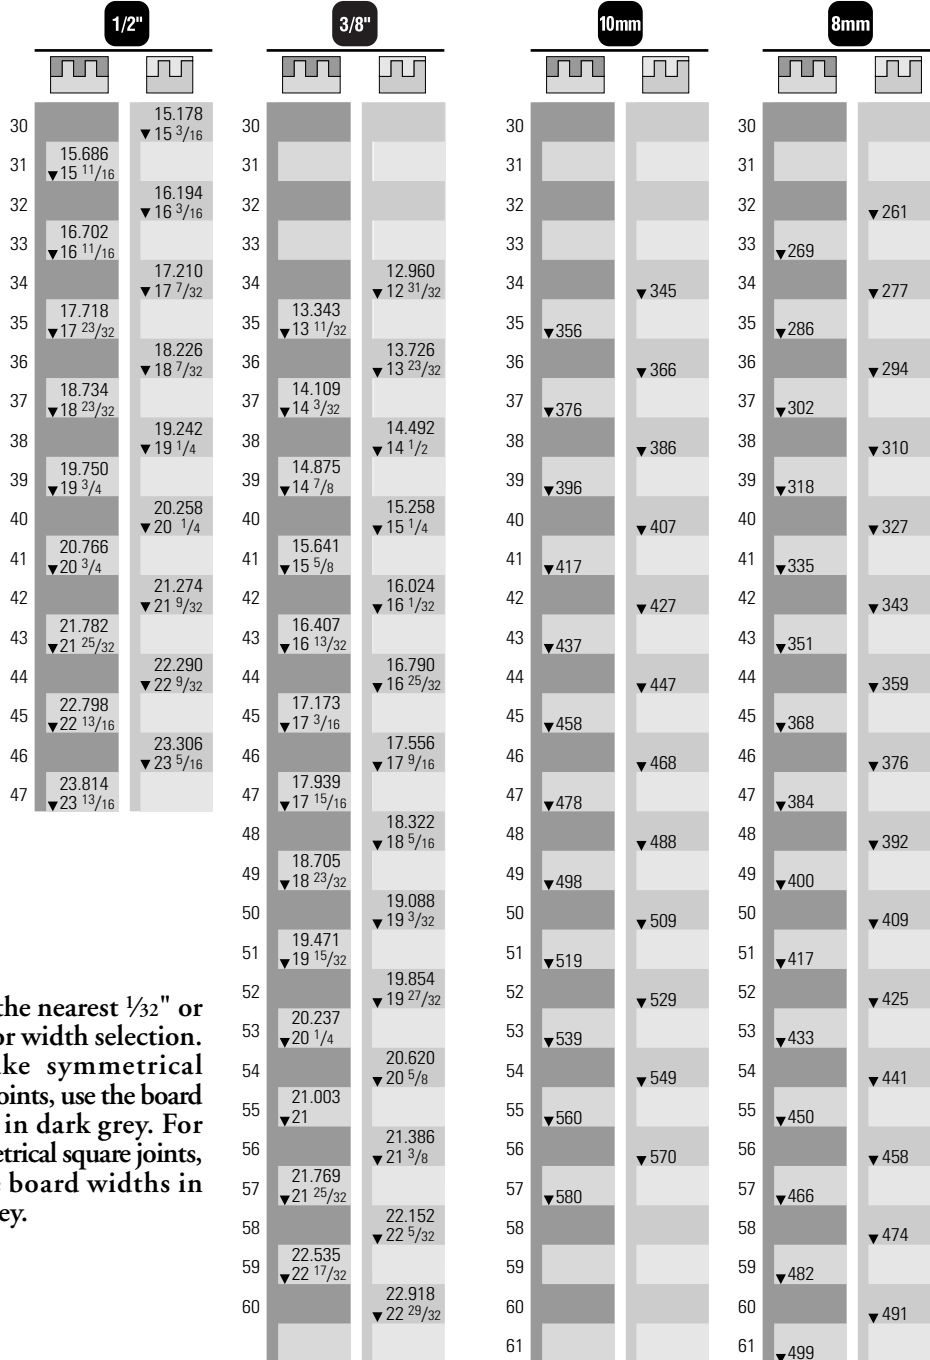 1/2"
30 15.178
▼ 15 3/16
31 15.686
▼ 15 11/16
32 16.194
▼ 16 3/16
33 16.702
▼ 16 11/16
34 17.210
▼ 17 7/32
35 17.718
▼ 17 23/32
36 18.226
▼ 18 7/32
37 18.734
▼ 18 23/32
38 19.242
▼ 19 1/4
39 19.750
▼ 19 3/4
40 20.258
▼ 20 1/4
41 20.766
▼ 20 3/4
42 21.274
▼ 21 9/32
43 21.782
▼ 21 25/32
44 22.290
▼ 22 9/32
45 22.798
▼ 22 13/16
46 23.306
▼ 23 5/16
47 23.814
▼ 23 13/16
the nearest 1/32" or
or width selection.
ke symmetrical
oints, use the board
in dark grey. For
etrical square joints,
e board widths in
ey.
3/8"
30
31
32
33
34 12.960
▼ 12 31/32
35 13.343
▼ 13 11/32
36 13.726
▼ 13 23/32
37 14.109
▼ 14 3/32
38 14.492
▼ 14 1/2
39 14.875
▼ 14 7/8
40 15.258
▼ 15 1/4
41 15.641
▼ 15 5/8
42 16.024
▼ 16 1/32
43 16.407
▼ 16 13/32
44 16.790
▼ 16 25/32
45 17.173
▼ 17 3/16
46 17.556
▼ 17 9/16
47 17.939
▼ 17 15/16
48 18.322
▼ 18 5/16
49 18.705
▼ 18 23/32
50 19.088
▼ 19 3/32
51 19.471
▼ 19 15/32
52 19.854
▼ 19 27/32
53 20.237
▼ 20 1/4
54 20.620
▼ 20 5/8
55 21.003
▼ 21
56 21.386
▼ 21 3/8
57 21.769
▼ 21 25/32
58 22.152
▼ 22 5/32
59 22.535
▼ 22 17/32
60 22.918
▼ 22 29/32
10mm
30
31
32
33
34 ▼ 345
35 ▼ 356
36 ▼ 366
37 ▼ 376
38 ▼ 386
39 ▼ 396
40 ▼ 407
41 ▼ 417
42 ▼ 427
43 ▼ 437
44 ▼ 447
45 ▼ 458
46 ▼ 468
47 ▼ 478
48 ▼ 488
49 ▼ 498
50 ▼ 509
51 ▼ 519
52 ▼ 529
53 ▼ 539
54 ▼ 549
55 ▼ 560
56 ▼ 570
57 ▼ 580
58
59
60
61
8mm
30
31
32 ▼ 261
33 ▼ 269
34 ▼ 277
35 ▼ 286
36 ▼ 294
37 ▼ 302
38 ▼ 310
39 ▼ 318
40 ▼ 327
41 ▼ 335
42 ▼ 343
43 ▼ 351
44 ▼ 359
45 ▼ 368
46 ▼ 376
47 ▼ 384
48 ▼ 392
49 ▼ 400
50 ▼ 409
51 ▼ 417
52 ▼ 425
53 ▼ 433
54 ▼ 441
55 ▼ 450
56 ▼ 458
57 ▼ 466
58 ▼ 474
59 ▼ 482
60 ▼ 491
61 ▼ 499